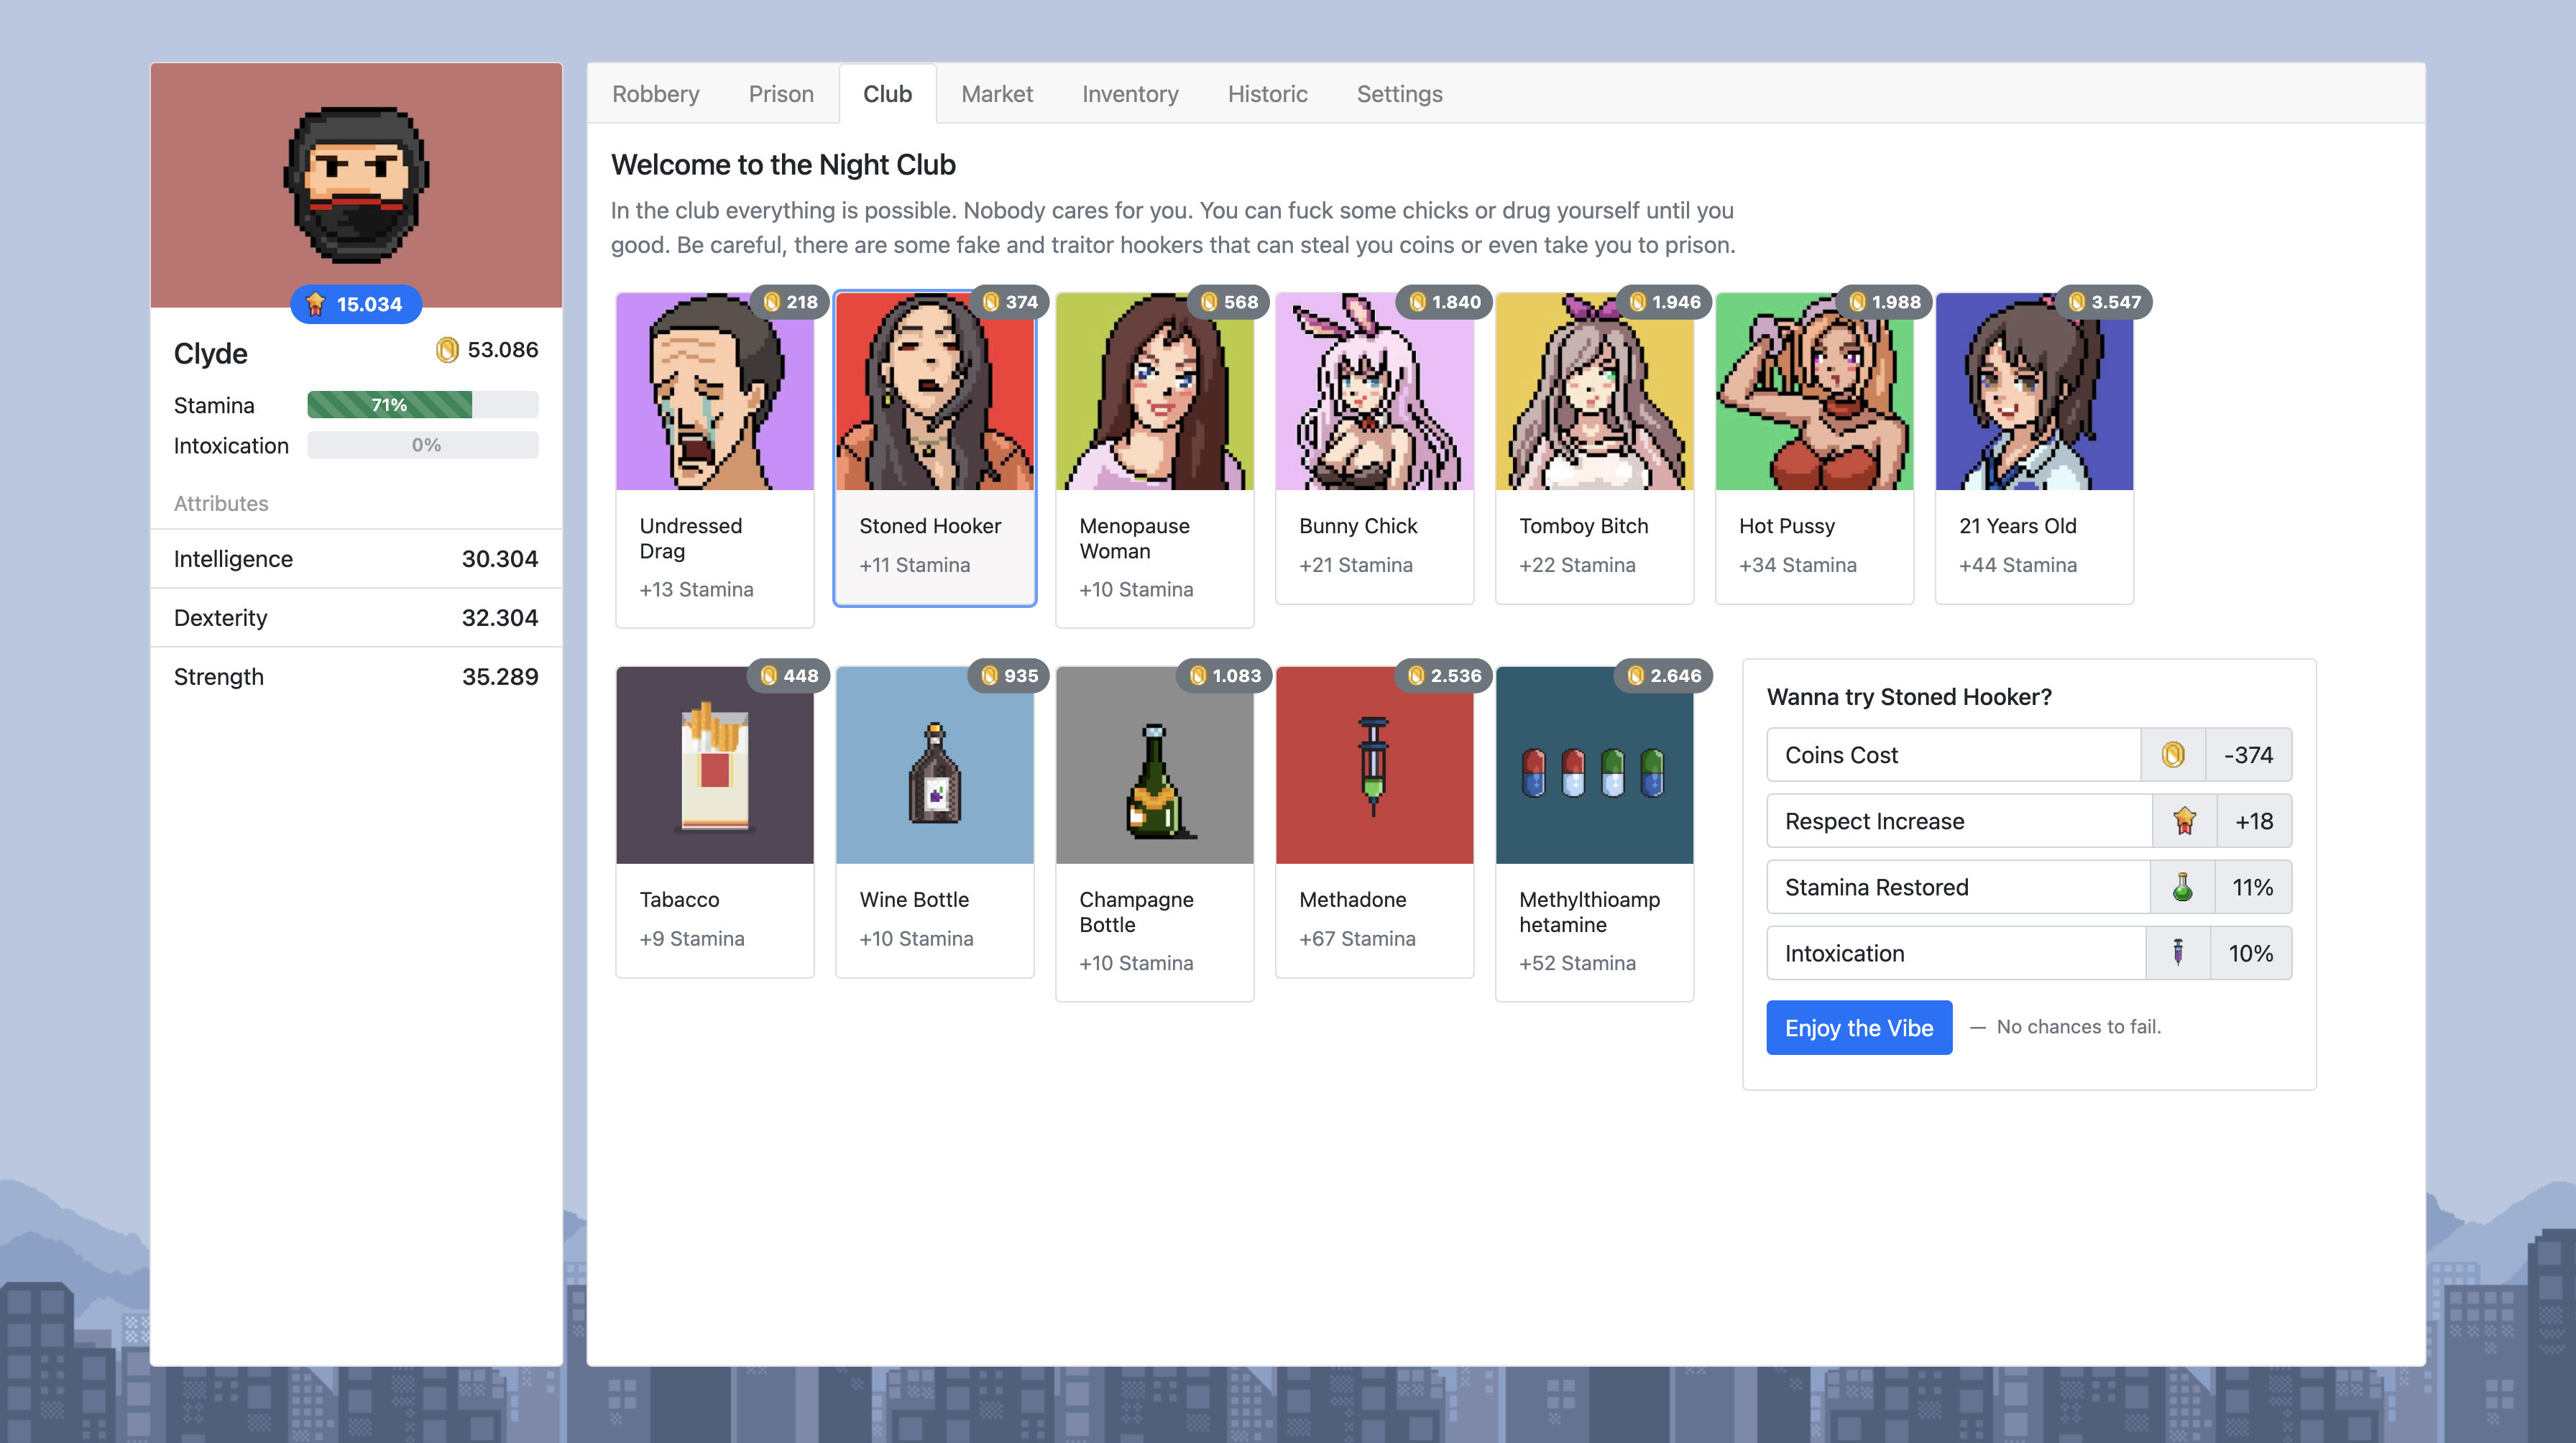 Robbery
Prison
Club
Market
Inventory
Historic
Settings
15.034
Clyde
53.086
Stamina
71%
Intoxication
0%
Attributes
Intelligence
30.304
Dexterity
32.304
Strength
35.289
Welcome to the Night Club
In the club everything is possible. Nobody cares for you. You can fuck some chicks or drug yourself until you
good. Be careful, there are some fake and traitor hookers that can steal you coins or even take you to prison.
218
Undressed
Drag
+13 Stamina
374
Stoned Hooker
+11 Stamina
568
Menopause
Woman
+10 Stamina
1.840
Bunny Chick
+21 Stamina
1.946
Tomboy Bitch
+22 Stamina
1.988
Hot Pussy
+34 Stamina
3.547
21 Years Old
+44 Stamina
448
Tabacco
+9 Stamina
935
Wine Bottle
+10 Stamina
1.083
Champagne
Bottle
+10 Stamina
2.536
Methadone
+67 Stamina
2.646
Methylthioamp
hetamine
+52 Stamina
Wanna try Stoned Hooker?
Coins Cost
-374
Respect Increase
+18
Stamina Restored
11%
Intoxication
10%
Enjoy the Vibe
— No chances to fail.